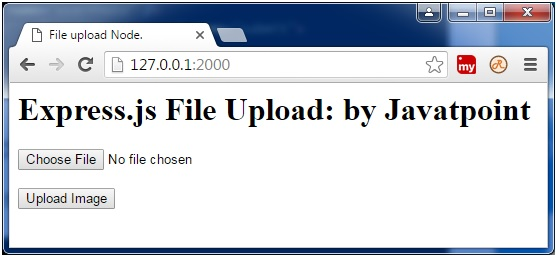 File upload Node.
127.0.0.1:2000
my
Express.js File Upload: by Javatpoint
Choose File No file chosen
Upload Image